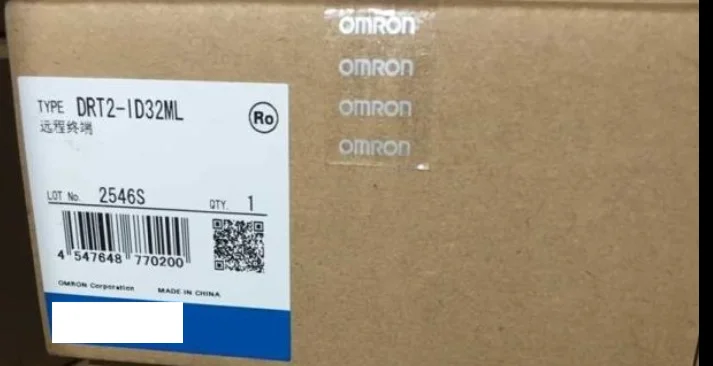 OMRON
OMRON
OMRON
OMRON
TYPE DRT2-ID32ML
Ro
远程终端
LOT No. 2546S
QTY. 1
4 547648 770200
OMRON Corporation
MADE IN CHINA